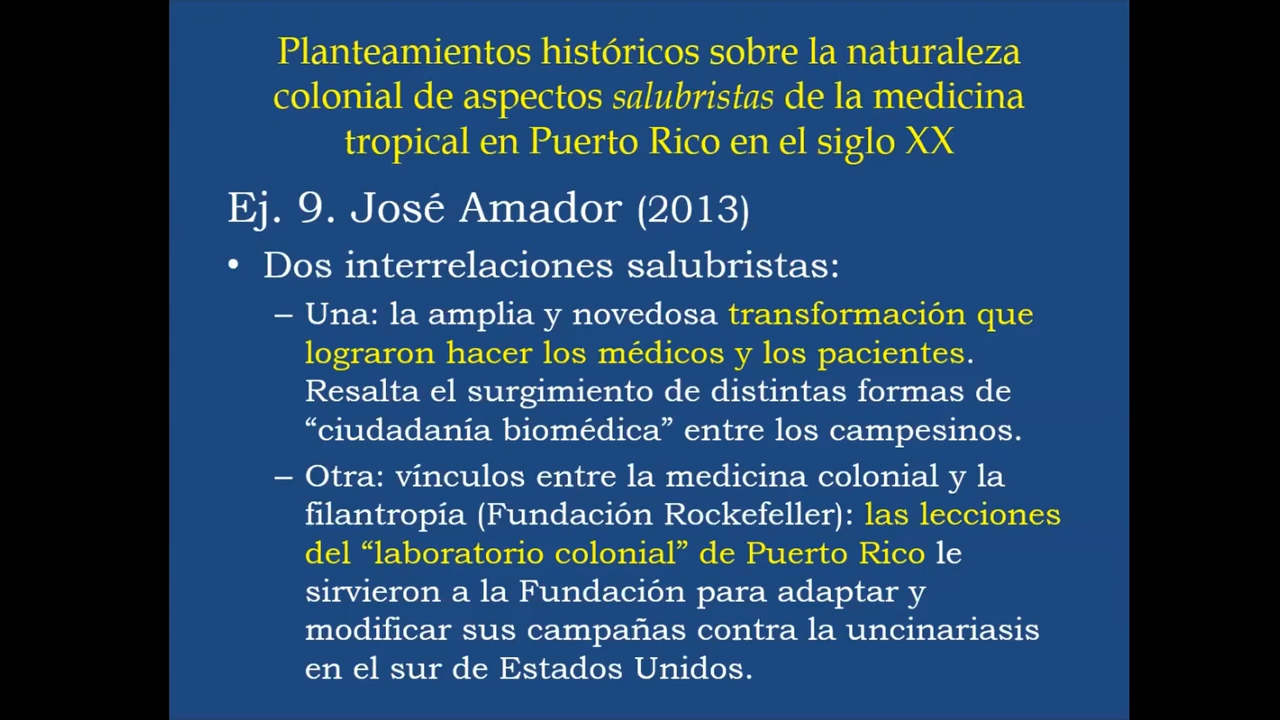 Planteamientos históricos sobre la naturaleza
colonial de aspectos salubristas de la medicina
tropical en Puerto Rico en el siglo XX
Ej. 9. José Amador (2013)
• Dos interrelaciones salubristas:
– Una: la amplia y novedosa transformación que
lograron hacer los médicos y los pacientes.
Resalta el surgimiento de distintas formas de
“ciudadanía biomédica” entre los campesinos.
– Otra: vínculos entre la medicina colonial y la
filantropía (Fundación Rockefeller): las lecciones
del “laboratorio colonial” de Puerto Rico le
sirvieron a la Fundación para adaptar y
modificar sus campañas contra la uncinariasis
en el sur de Estados Unidos.